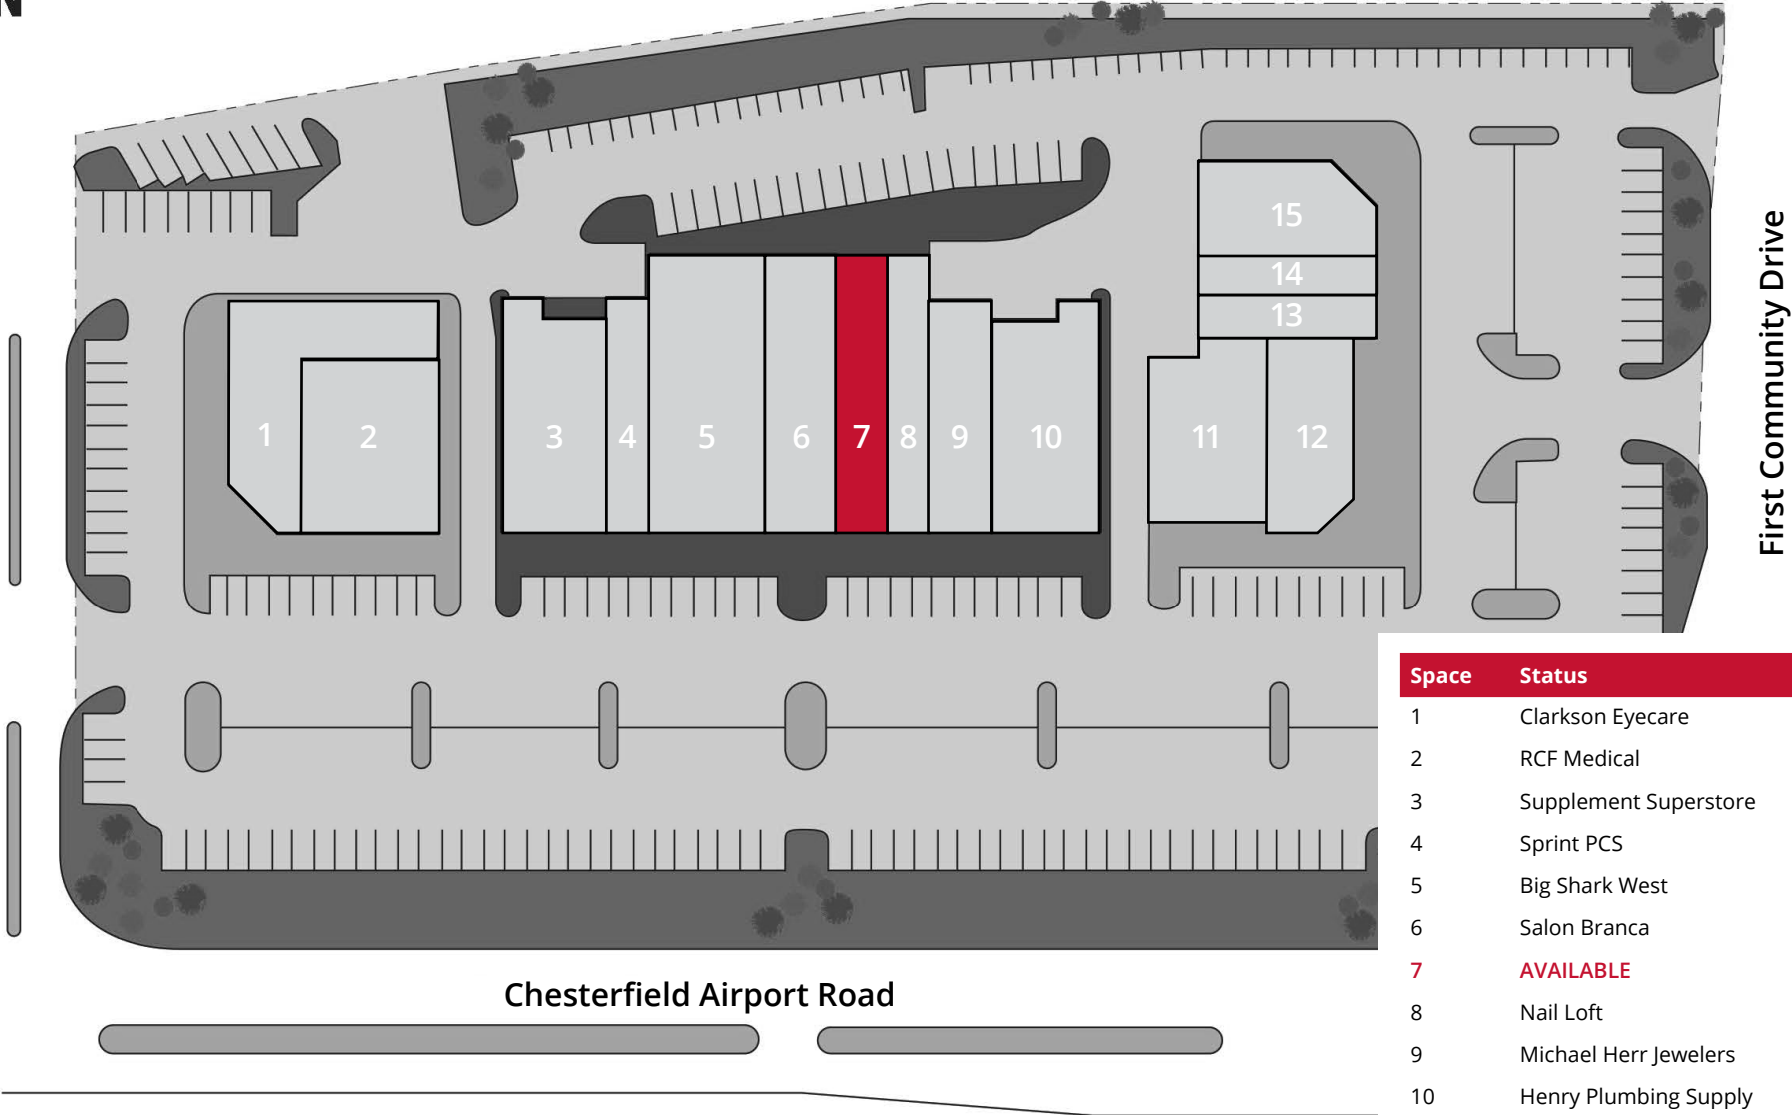 N
15
14
13
1
2
3
4
5
6
7
8
9
10
11
12
First Community Drive
Space Status
1 Clarkson Eyecare
2 RCF Medical
3 Supplement Superstore
4 Sprint PCS
5 Big Shark West
6 Salon Branca
7 AVAILABLE
8 Nail Loft
9 Michael Herr Jewelers
10 Henry Plumbing Supply
Chesterfield Airport Road